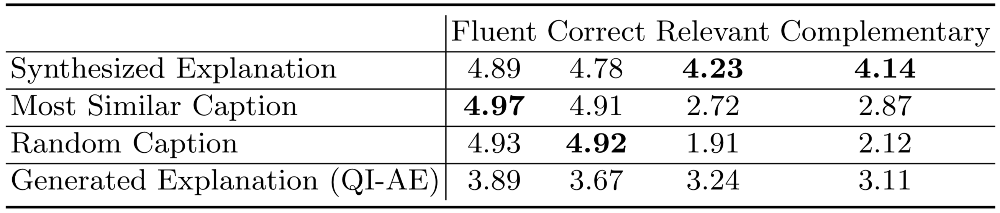 Fluent Correct Relevant Complementary
Synthesized Explanation 4.89 4.78 4.23 4.14
Most Similar Caption 4.97 4.91 2.72 2.87
Random Caption 4.93 4.92 1.91 2.12
Generated Explanation (QI-AE) 3.89 3.67 3.24 3.11